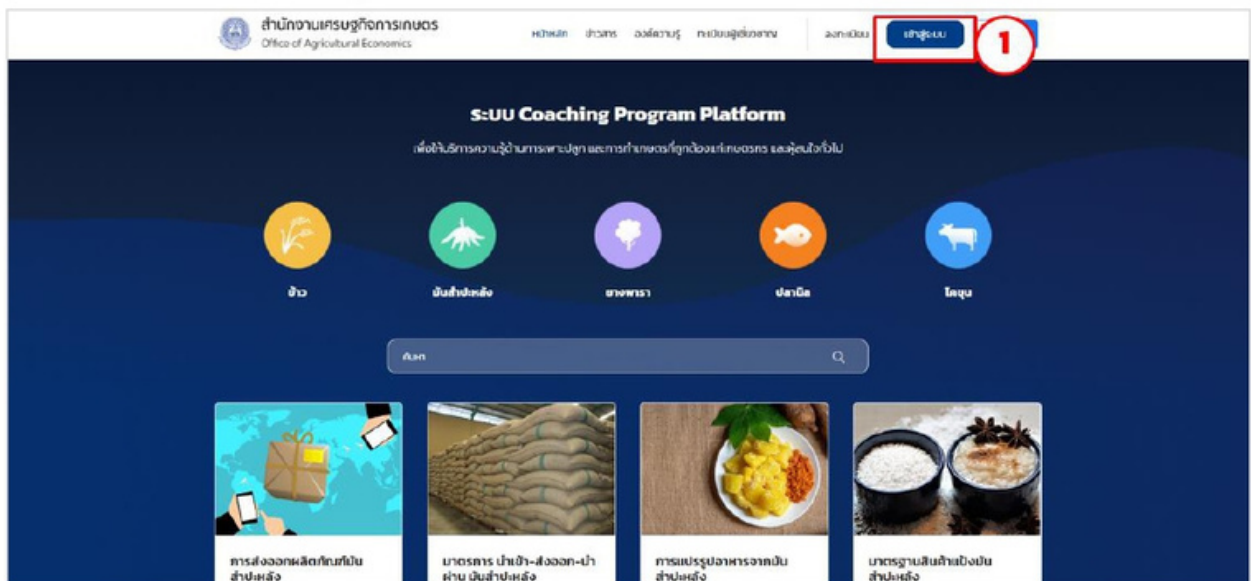 สำนักงานเศรษฐกิจการเกษตร
Office of Agricultural Economics
หน้าหลัก ข่าวสาร องค์ความรู้ ทะเบียนผู้เชี่ยวชาญ ลงทะเบียน เข้าสู่ระบบ 1
ระบบ Coaching Program Platform
เพื่อให้บริการความรู้ด้านการเพาะปลูก และการทำเกษตรที่ถูกต้องแก่เกษตรกร และผู้สนใจทั่วไป
ข้าว มันสำปะหลัง ยางพารา ปลานิล โคขุน
ค้นหา
การส่งออกผลิตภัณฑ์มัน
สำปะหลัง
มาตรการ นำเข้า-ส่งออก-นำ
ผ่าน มันสำปะหลัง
การแปรรูปอาหารจากมัน
สำปะหลัง
มาตรฐานสินค้าแป้งมัน
สำปะหลัง